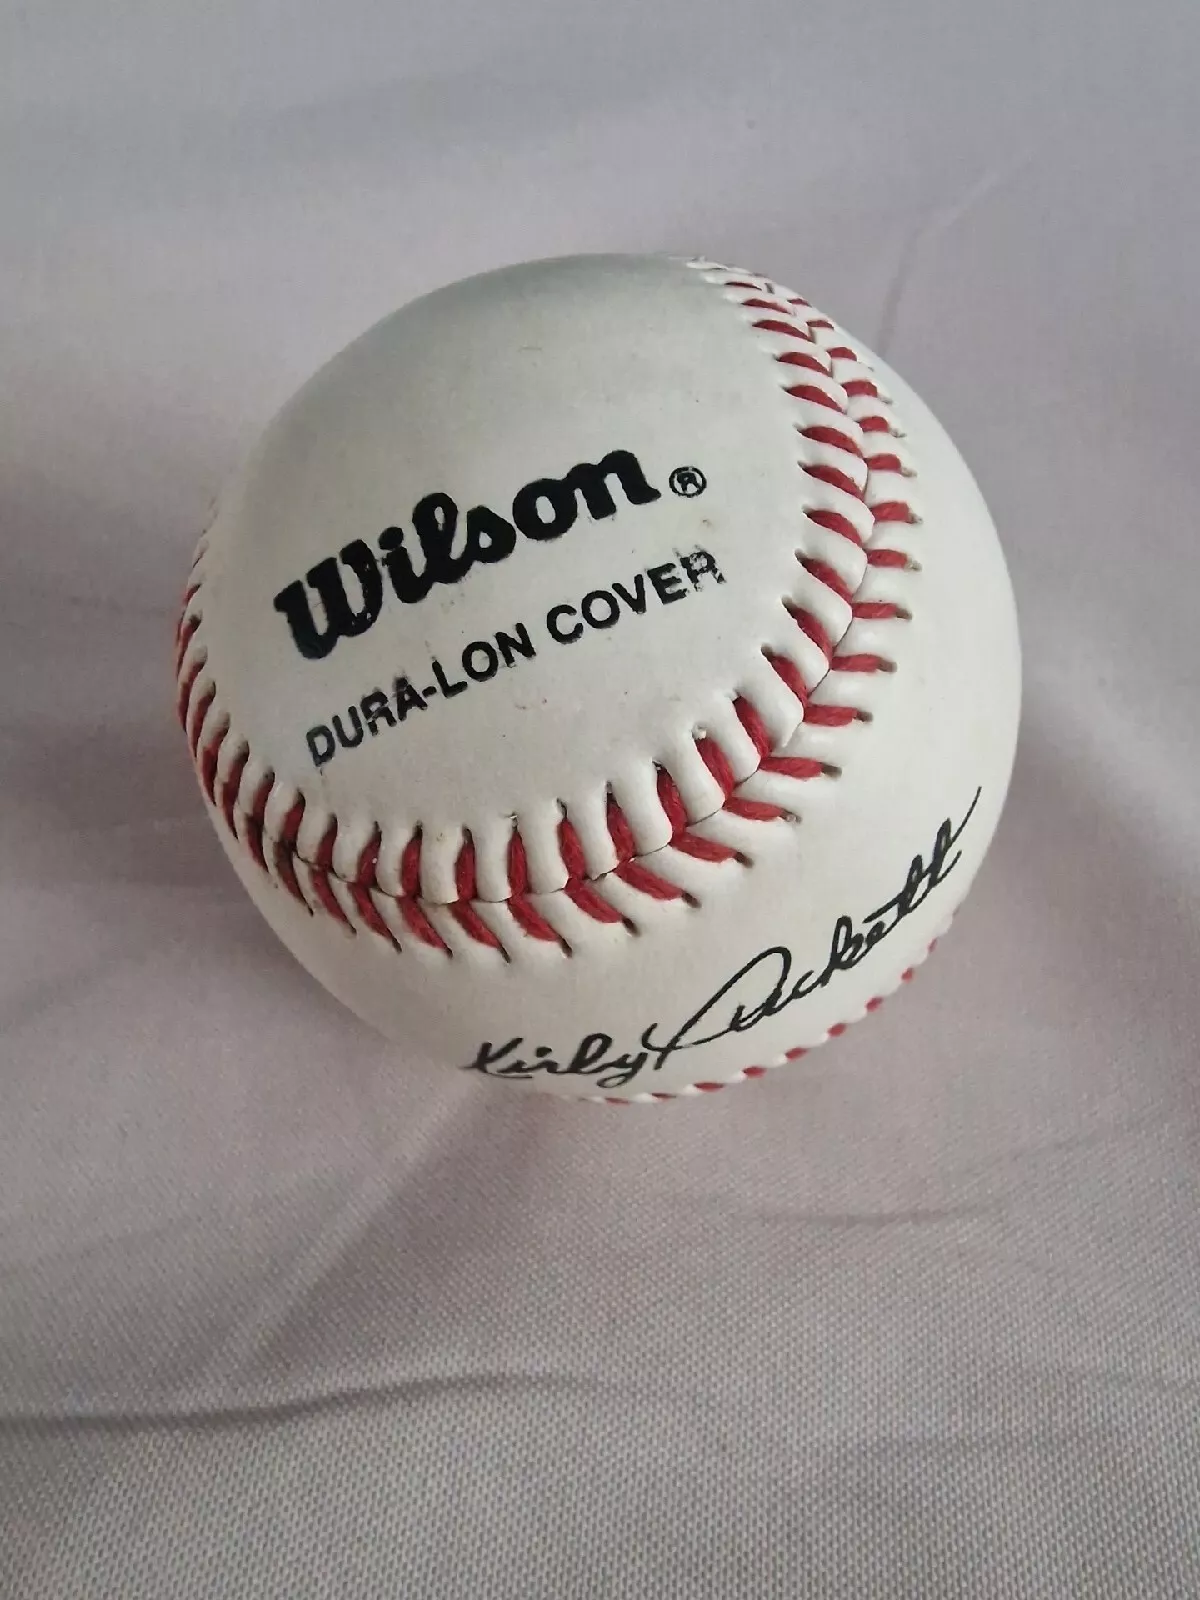 Wilson®
DURA-LON COVER
Kirby Puckett